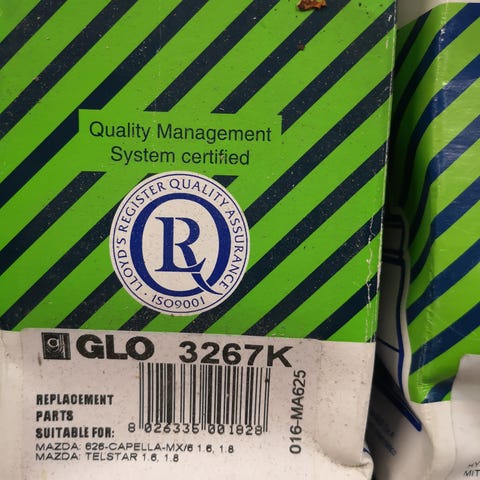 Quality Management
System certified
LLOYD'S REGISTER QUALITY ASSURANCE
LRQ
· ISO9001 ·
g GLO 3267K
REPLACEMENT
PARTS
SUITABLE FOR:
8 026335 001828
016-MA625
MAZDA: 626-CAPELLA-MX/6 1.6, 1.8
MAZDA: TELSTAR 1.6, 1.8
MIT